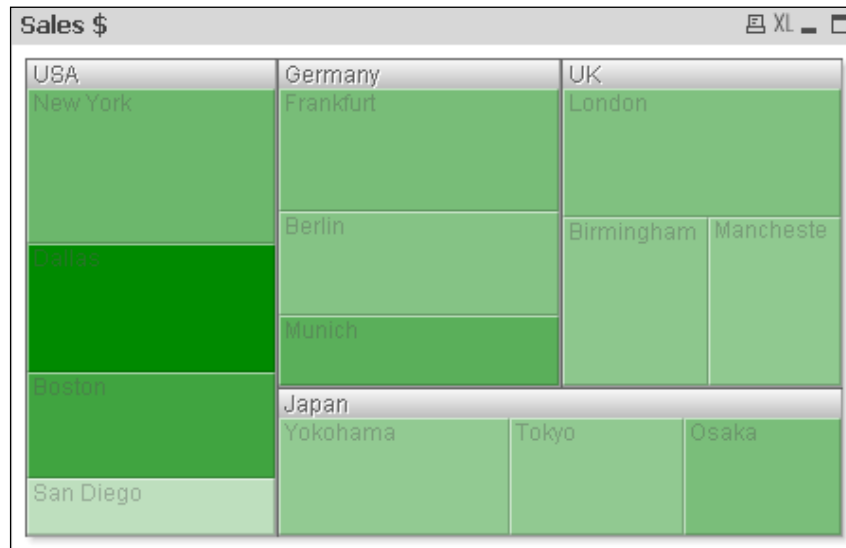 Sales $
XL
USA
New York
Dallas
Boston
San Diego
Germany
Frankfurt
Berlin
Munich
UK
London
Birmingham
Mancheste
Japan
Yokohama
Tokyo
Osaka